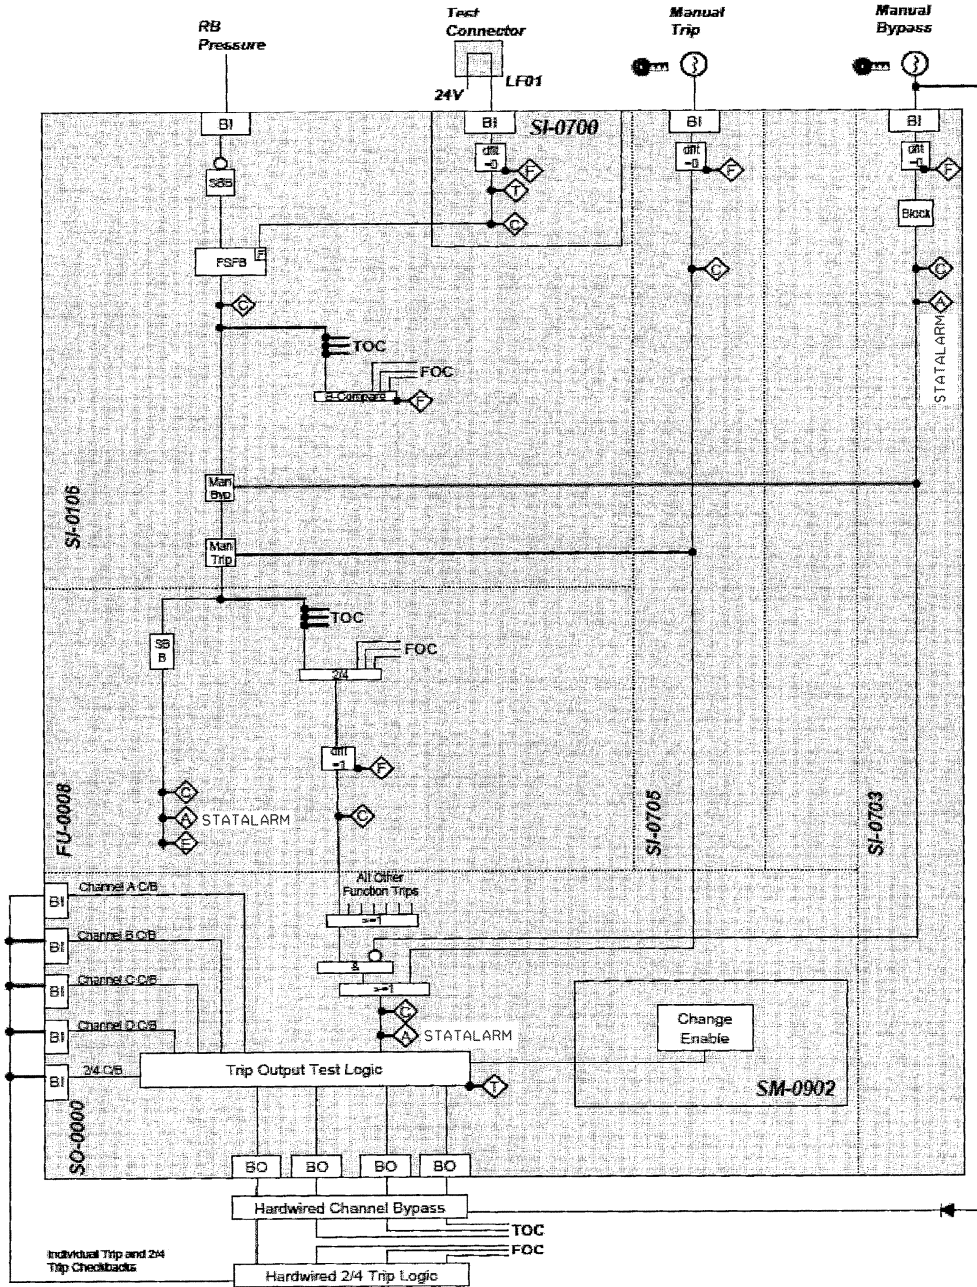 RB
Pressure
Test
Connector
Manual
Trip
Manual
Bypass
24V
LF01
BI
BI
SI-0700
BI
BI
dflt
=0
F
T
C
dflt
=0
F
dflt
=0
F
SBB
Block
FSFB
F
C
C
C
A
STATALARM
TOC
FOC
F
Man
Byp
Man
Trip
SI-0106
TOC
FOC
SB
B
2/4
dflt
=1
F
C
A
STATALARM
F
C
FU-0008
SI-0705
SI-0703
All Other
Function Trips
>=1
&
>=1
C
A
STATALARM
BI
Channel A C/B
BI
Channel B C/B
BI
Channel C C/B
BI
Channel D C/B
BI
2/4 C/B
Trip Output Test Logic
T
Change
Enable
SM-0902
SO-0000
BO
BO
BO
BO
Hardwired Channel Bypass
TOC
FOC
Individual Trip and 2/4
Trip Checkbacks
Hardwired 2/4 Trip Logic